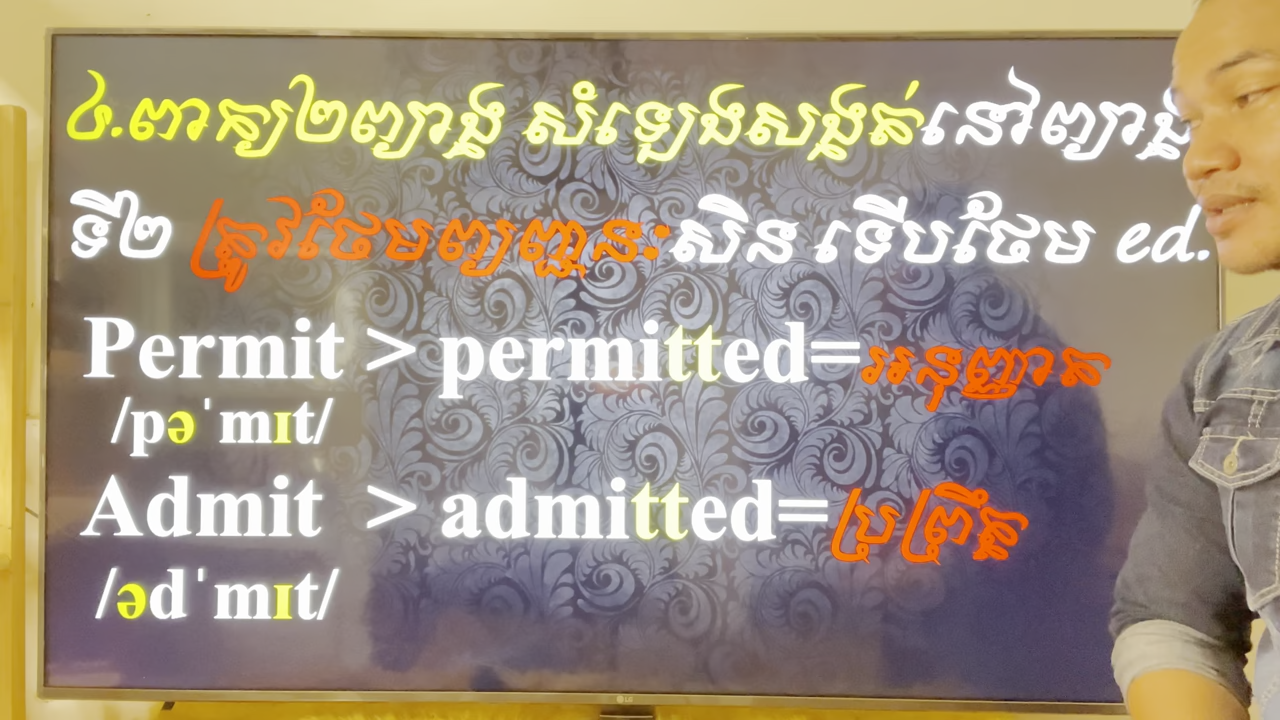 ៤.ពាក្យ២ព្យាង្គ សំឡេងសង្កត់នៅព្យាង្គ
ទី២ ត្រូវថែមព្យញ្ជនៈសិន ទើបថែម ed.
Permit > permitted=អនុញ្ញាត
/pəˈmɪt/
Admit > admitted=ប្រព្រឹត្ត
/ədˈmɪt/
LG